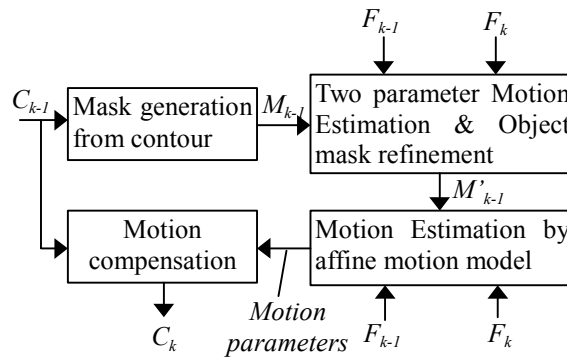 F_{k-1} F_k
C_{k-1}
Mask generation
from contour
M_{k-1}
Two parameter Motion
Estimation & Object
mask refinement
M'_{k-1}
Motion
compensation
Motion Estimation by
affine motion model
Motion
parameters
C_k
F_{k-1} F_k